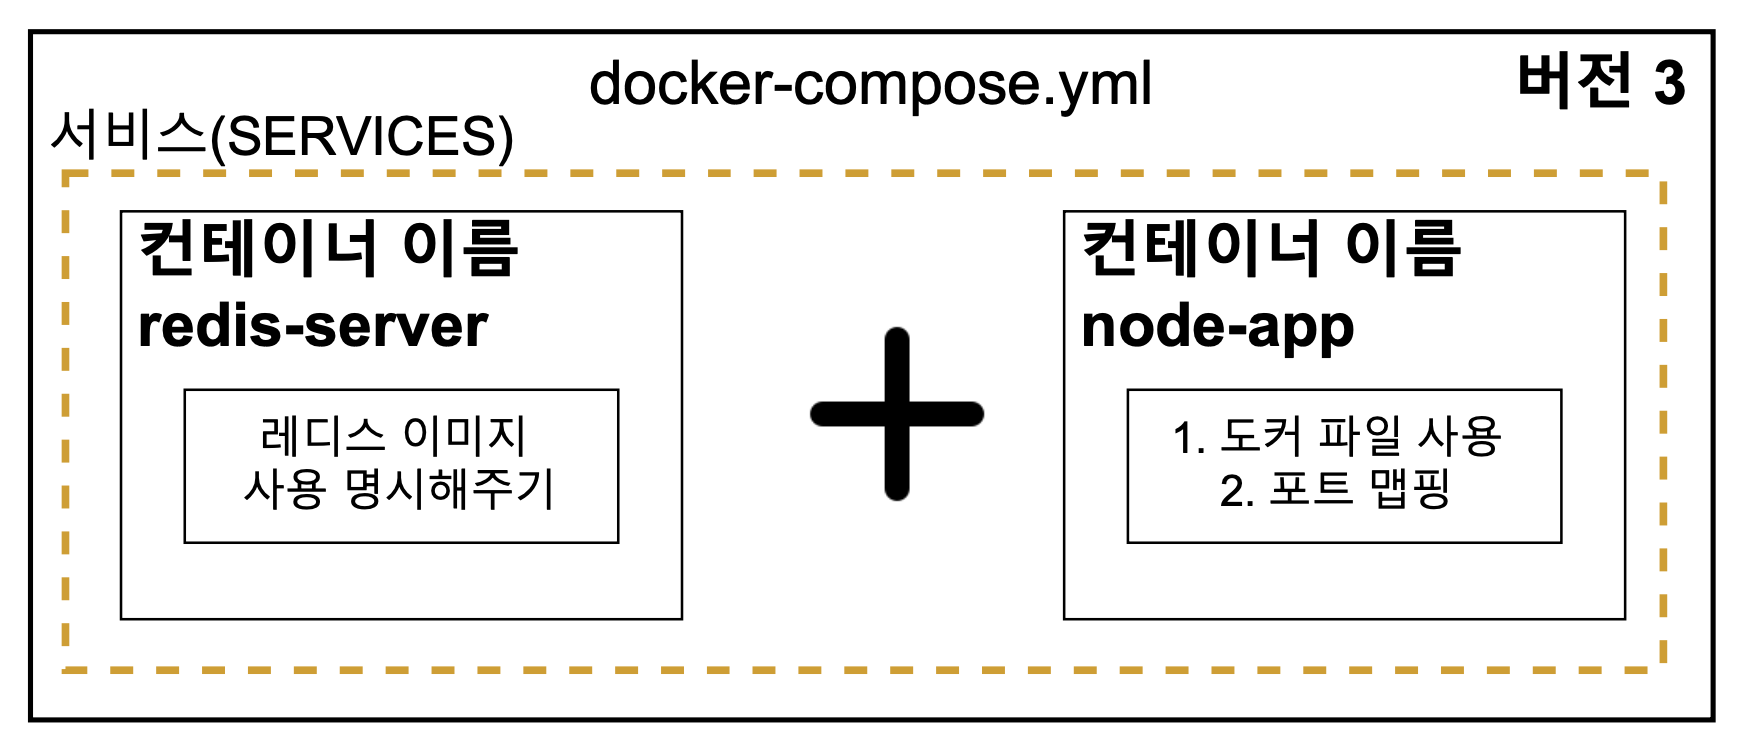 docker-compose.yml
버전 3
서비스(SERVICES)
컨테이너 이름
redis-server
레디스 이미지
사용 명시해주기
컨테이너 이름
node-app
1. 도커 파일 사용
2. 포트 맵핑